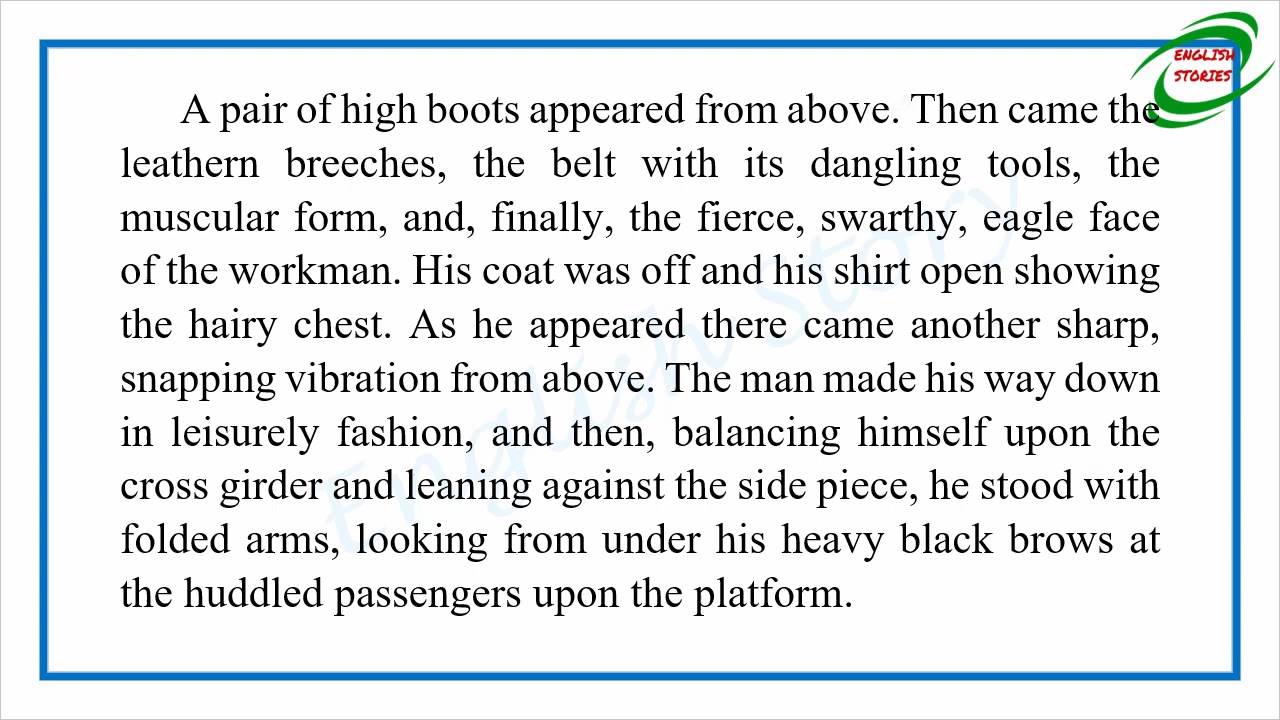 ENGLISH
STORIES
A pair of high boots appeared from above. Then came the
leathern breeches, the belt with its dangling tools, the
muscular form, and, finally, the fierce, swarthy, eagle face
of the workman. His coat was off and his shirt open showing
the hairy chest. As he appeared there came another sharp,
snapping vibration from above. The man made his way down
in leisurely fashion, and then, balancing himself upon the
cross girder and leaning against the side piece, he stood with
folded arms, looking from under his heavy black brows at
the huddled passengers upon the platform.
English Story